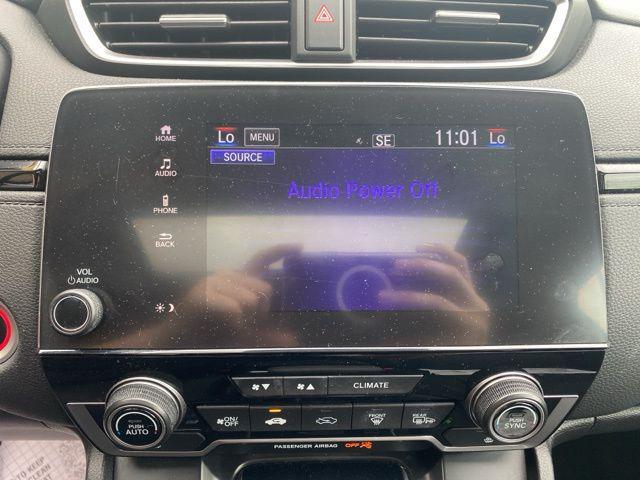 HOME
Lo MENU SE 11:01 Lo
SOURCE
AUDIO
Audio Power Off
PHONE
BACK
VOL
AUDIO
CLIMATE
PUSH
AUTO
ON/
OFF
FRONT
REAR
PUSH
SYNC
PASSENGER AIRBAG OFF